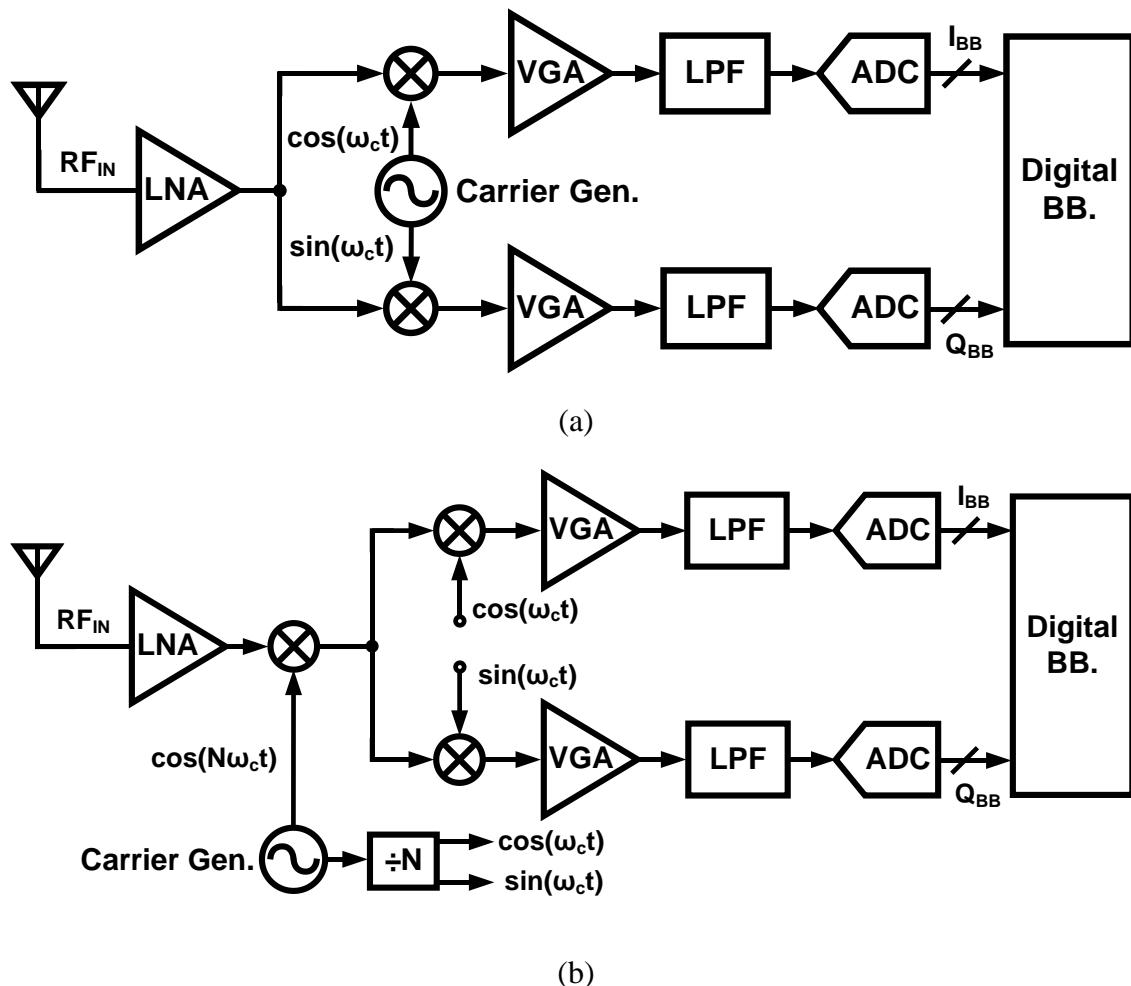 I_BB
VGA LPF ADC
cos(ω_ct)
RF_IN
LNA
Carrier Gen.
Digital
BB.
sin(ω_ct)
VGA LPF ADC
Q_BB
(a)
I_BB
VGA LPF ADC
cos(ω_ct)
RF_IN
LNA
Digital
BB.
sin(ω_ct)
cos(Nω_ct)
VGA LPF ADC
Q_BB
cos(ω_ct)
Carrier Gen.
÷N
sin(ω_ct)
(b)